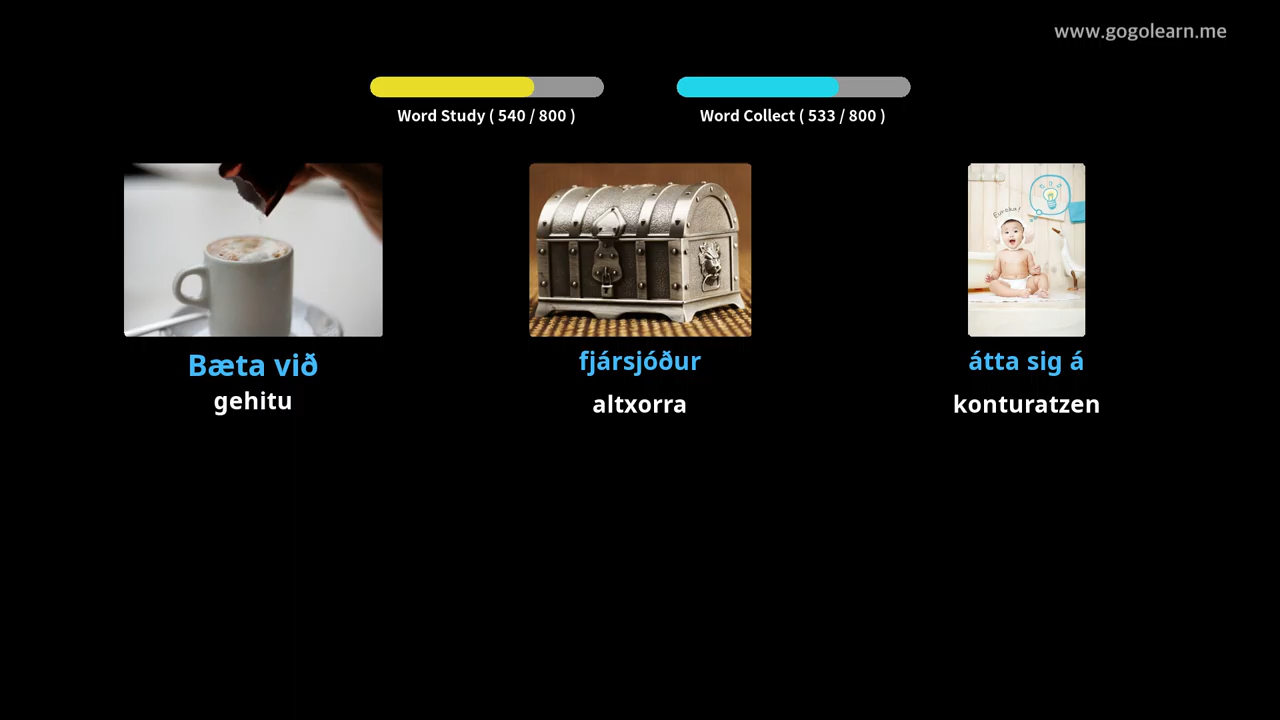 www.gogolearn.me
Word Study ( 540 / 800 )
Word Collect ( 533 / 800 )
Eureka!
Bæta við
gehitu
fjársjóður
altxorra
átta sig á
konturatzen